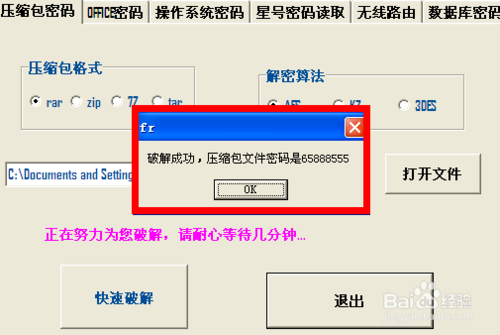 压缩包密码 OFFICE密码 操作系统密码 星号密码读取 无线路由 数据库密码
压缩包格式 解密算法
rar zip 7Z tar AES K7 3DES
fr
破解成功，压缩包文件密码是65888555
OK
C:\Documents and Setting 打开文件
正在努力为您破解，请耐心等待几分钟...
快速破解 退出
Baidu经验